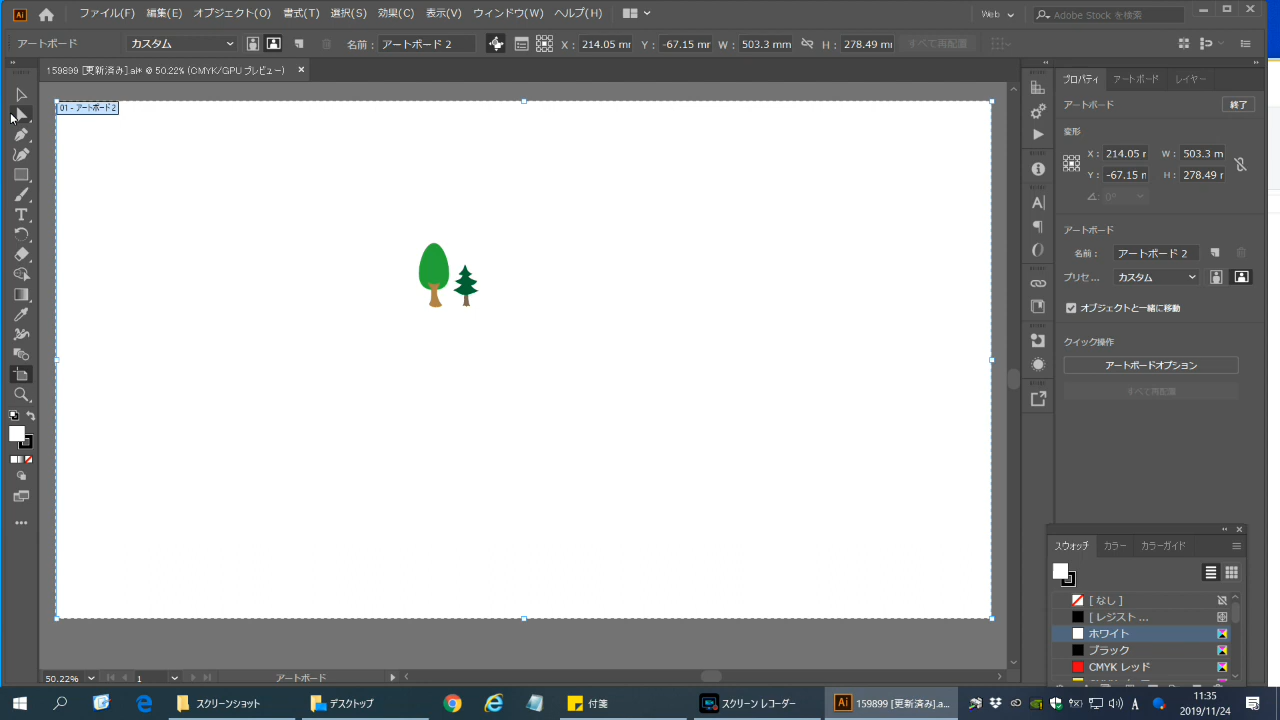 Ai ファイル(F) 編集(E) オブジェクト(O) 書式(T) 選択(S) 効果(C) 表示(V) ウィンドウ(W) ヘルプ(H) Web Adobe Stock を検索
アートボード カスタム 名前： アートボード 2 X： 214.05 mm Y： -67.15 mm W： 503.3 mm H： 278.49 mm すべて再配置
159899 [更新済み].ai* @ 50.22% (CMYK/GPU プレビュー) ×
プロパティ アートボード レイヤー
01 - アートボード 2
アートボード 終了
変形
X： 214.05 r W： 503.3 m
Y： -67.15 n H： 278.49 r
0°
アートボード
名前： アートボード 2
プリセ... カスタム
オブジェクトと一緒に移動
クイック操作
アートボードオプション
すべて再配置
スウォッチ カラー カラーガイド
[ なし ]
[ レジスト ...
ホワイト
ブラック
CMYK レッド
50.22% 1 アートボード
スクリーンショット デスクトップ 付箋 スクリーン レコーダー 159899 [更新済み].a... A 11:35
2019/11/24